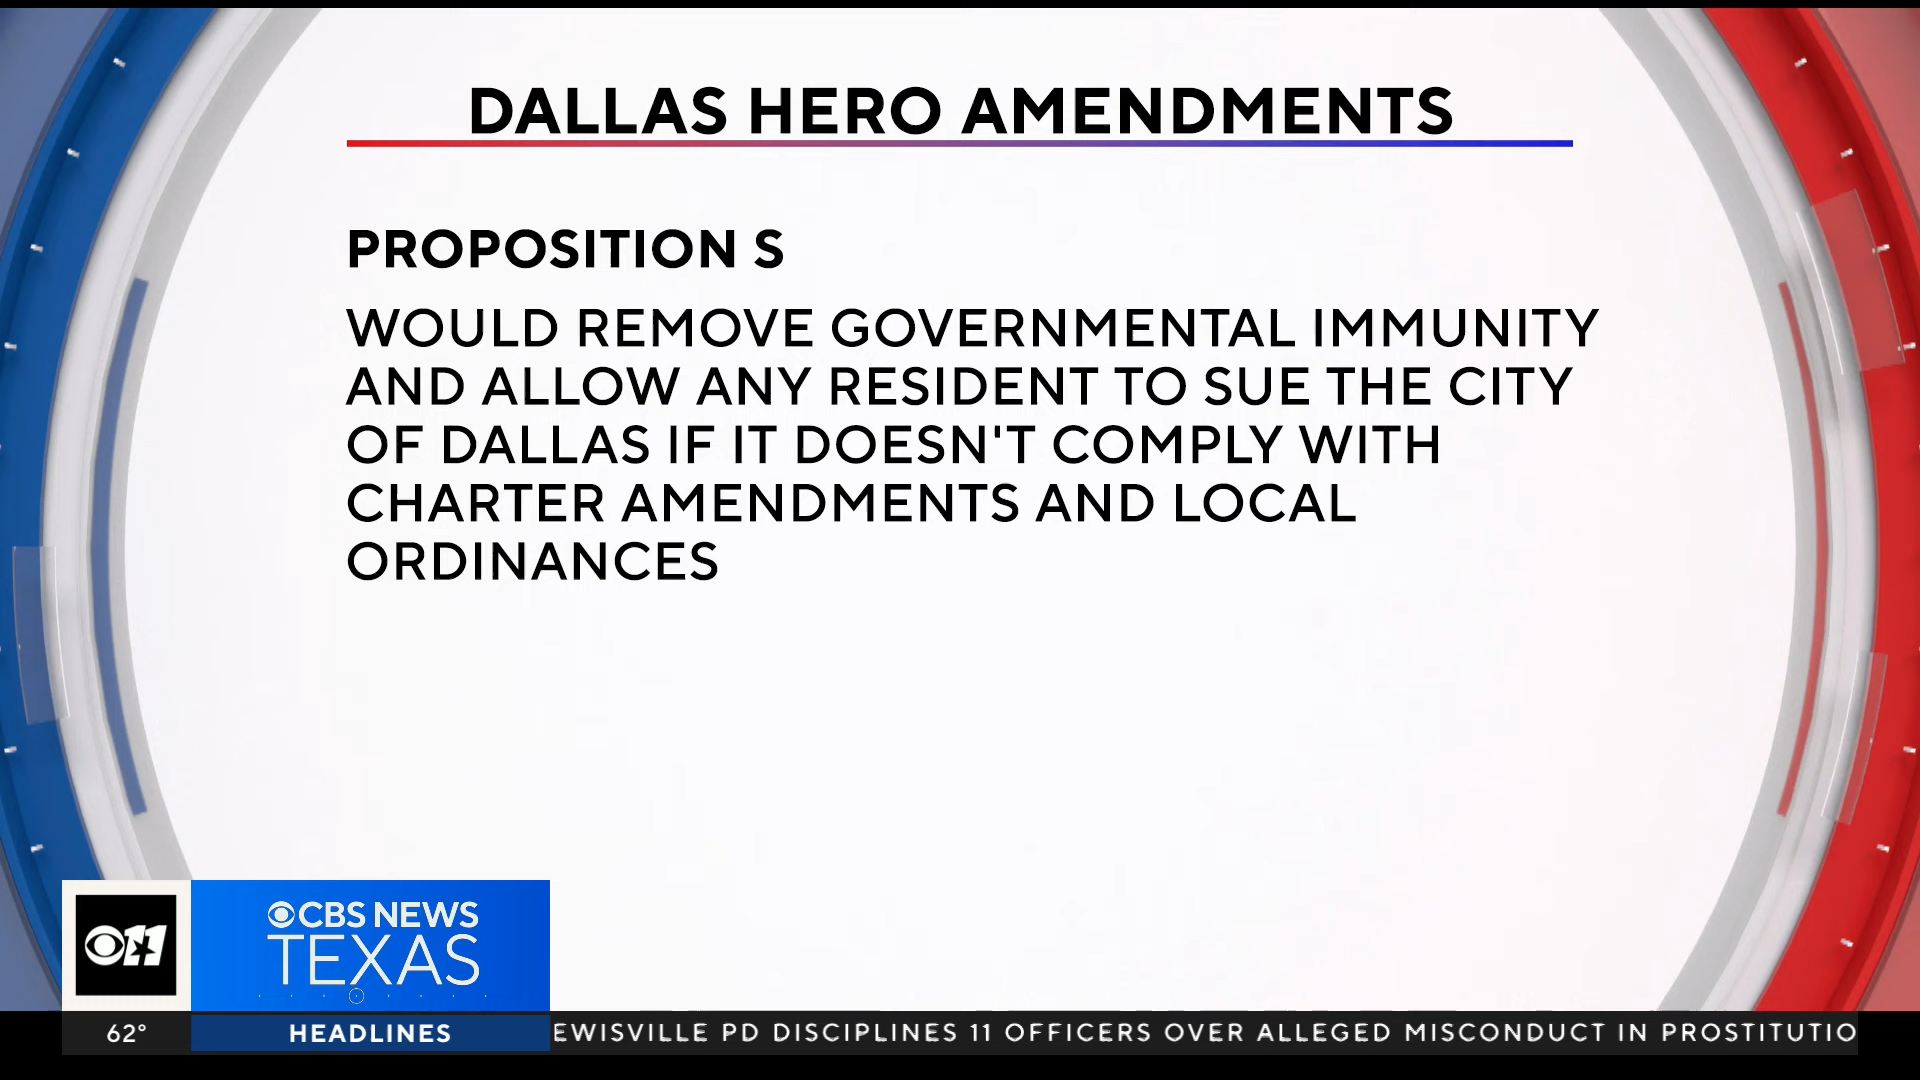 DALLAS HERO AMENDMENTS
PROPOSITION S
WOULD REMOVE GOVERNMENTAL IMMUNITY
AND ALLOW ANY RESIDENT TO SUE THE CITY
OF DALLAS IF IT DOESN'T COMPLY WITH
CHARTER AMENDMENTS AND LOCAL
ORDINANCES
11
CBS NEWS
TEXAS
62°
HEADLINES
EWISVILLE PD DISCIPLINES 11 OFFICERS OVER ALLEGED MISCONDUCT IN PROSTITUTIO